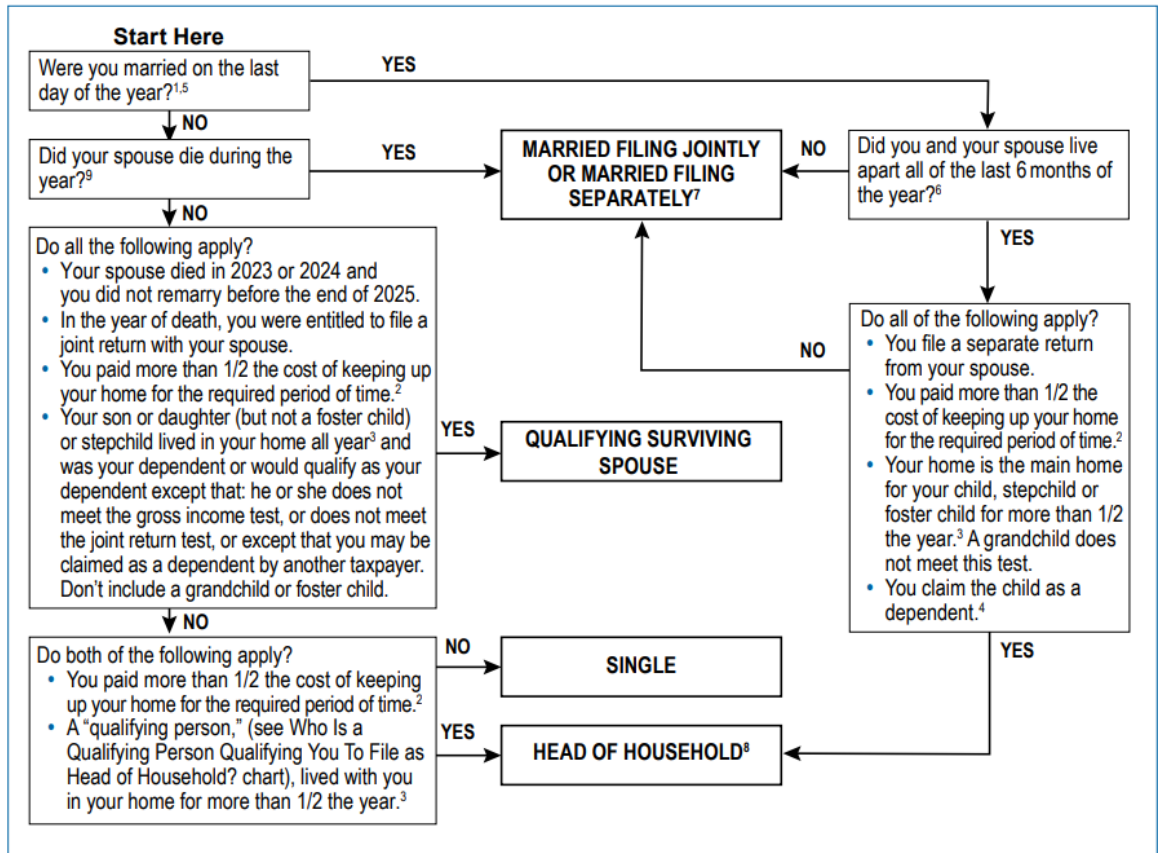 Start Here
Were you married on the last
day of the year?1,5
YES
NO
Did your spouse die during the
year?9
YES
MARRIED FILING JOINTLY
OR MARRIED FILING
SEPARATELY7
NO
Did you and your spouse live
apart all of the last 6 months of
the year?6
NO
YES
Do all the following apply?
• Your spouse died in 2023 or 2024 and
you did not remarry before the end of 2025.
• In the year of death, you were entitled to file a
joint return with your spouse.
• You paid more than 1/2 the cost of keeping up
your home for the required period of time.2
• Your son or daughter (but not a foster child)
or stepchild lived in your home all year3 and
was your dependent or would qualify as your
dependent except that: he or she does not
meet the gross income test, or does not meet
the joint return test, or except that you may be
claimed as a dependent by another taxpayer.
Don’t include a grandchild or foster child.
YES
QUALIFYING SURVIVING
SPOUSE
NO
Do all of the following apply?
• You file a separate return
from your spouse.
• You paid more than 1/2 the
cost of keeping up your home
for the required period of time.2
• Your home is the main home
for your child, stepchild or
foster child for more than 1/2
the year.3 A grandchild does
not meet this test.
• You claim the child as a
dependent.4
NO
YES
Do both of the following apply?
• You paid more than 1/2 the cost of keeping
up your home for the required period of time.2
• A “qualifying person,” (see Who Is a
Qualifying Person Qualifying You To File as
Head of Household? chart), lived with you
in your home for more than 1/2 the year.3
NO
SINGLE
YES
HEAD OF HOUSEHOLD8